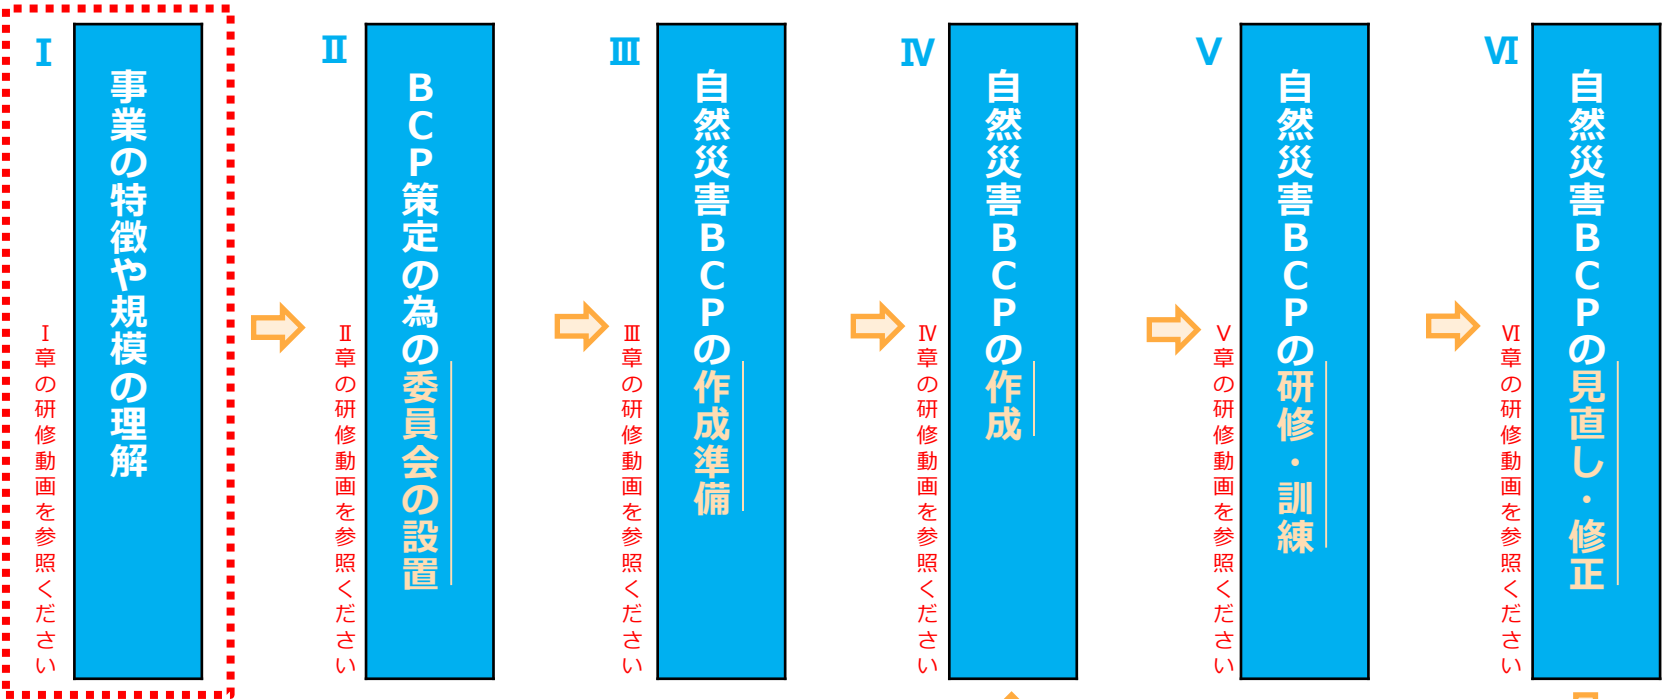 Ⅰ
事業の特徴や規模の理解
Ⅰ章の研修動画を参照ください
Ⅱ
BCP策定の為の委員会の設置
Ⅱ章の研修動画を参照ください
Ⅲ
自然災害BCPの作成準備
Ⅲ章の研修動画を参照ください
Ⅳ
自然災害BCPの作成
Ⅳ章の研修動画を参照ください
Ⅴ
自然災害BCPの研修・訓練
Ⅴ章の研修動画を参照ください
Ⅵ
自然災害BCPの見直し・修正
Ⅵ章の研修動画を参照ください